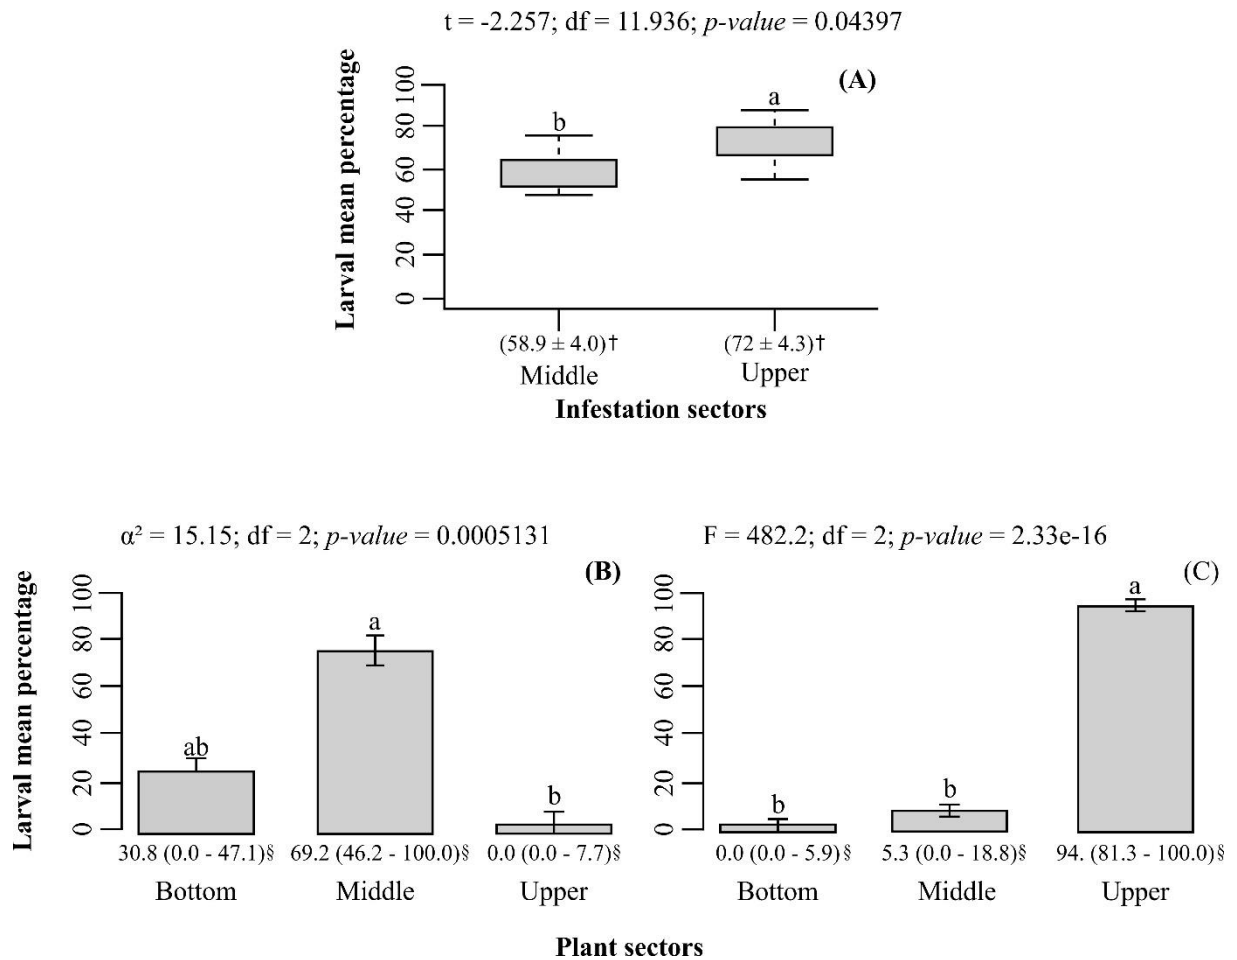 t = -2.257; df = 11.936; p-value = 0.04397
(A)
Larval mean percentage
100
80
60
40
20
0
b
a
(58.9 ± 4.0)†
(72 ± 4.3)†
Middle
Upper
Infestation sectors
α² = 15.15; df = 2; p-value = 0.0005131
(B)
Larval mean percentage
100
80
60
40
20
0
ab
a
b
30.8 (0.0 - 47.1)§
69.2 (46.2 - 100.0)§
0.0 (0.0 - 7.7)§
Bottom
Middle
Upper
F = 482.2; df = 2; p-value = 2.33e-16
(C)
100
80
60
40
20
0
b
b
a
0.0 (0.0 - 5.9)§
5.3 (0.0 - 18.8)§
94. (81.3 - 100.0)§
Bottom
Middle
Upper
Plant sectors